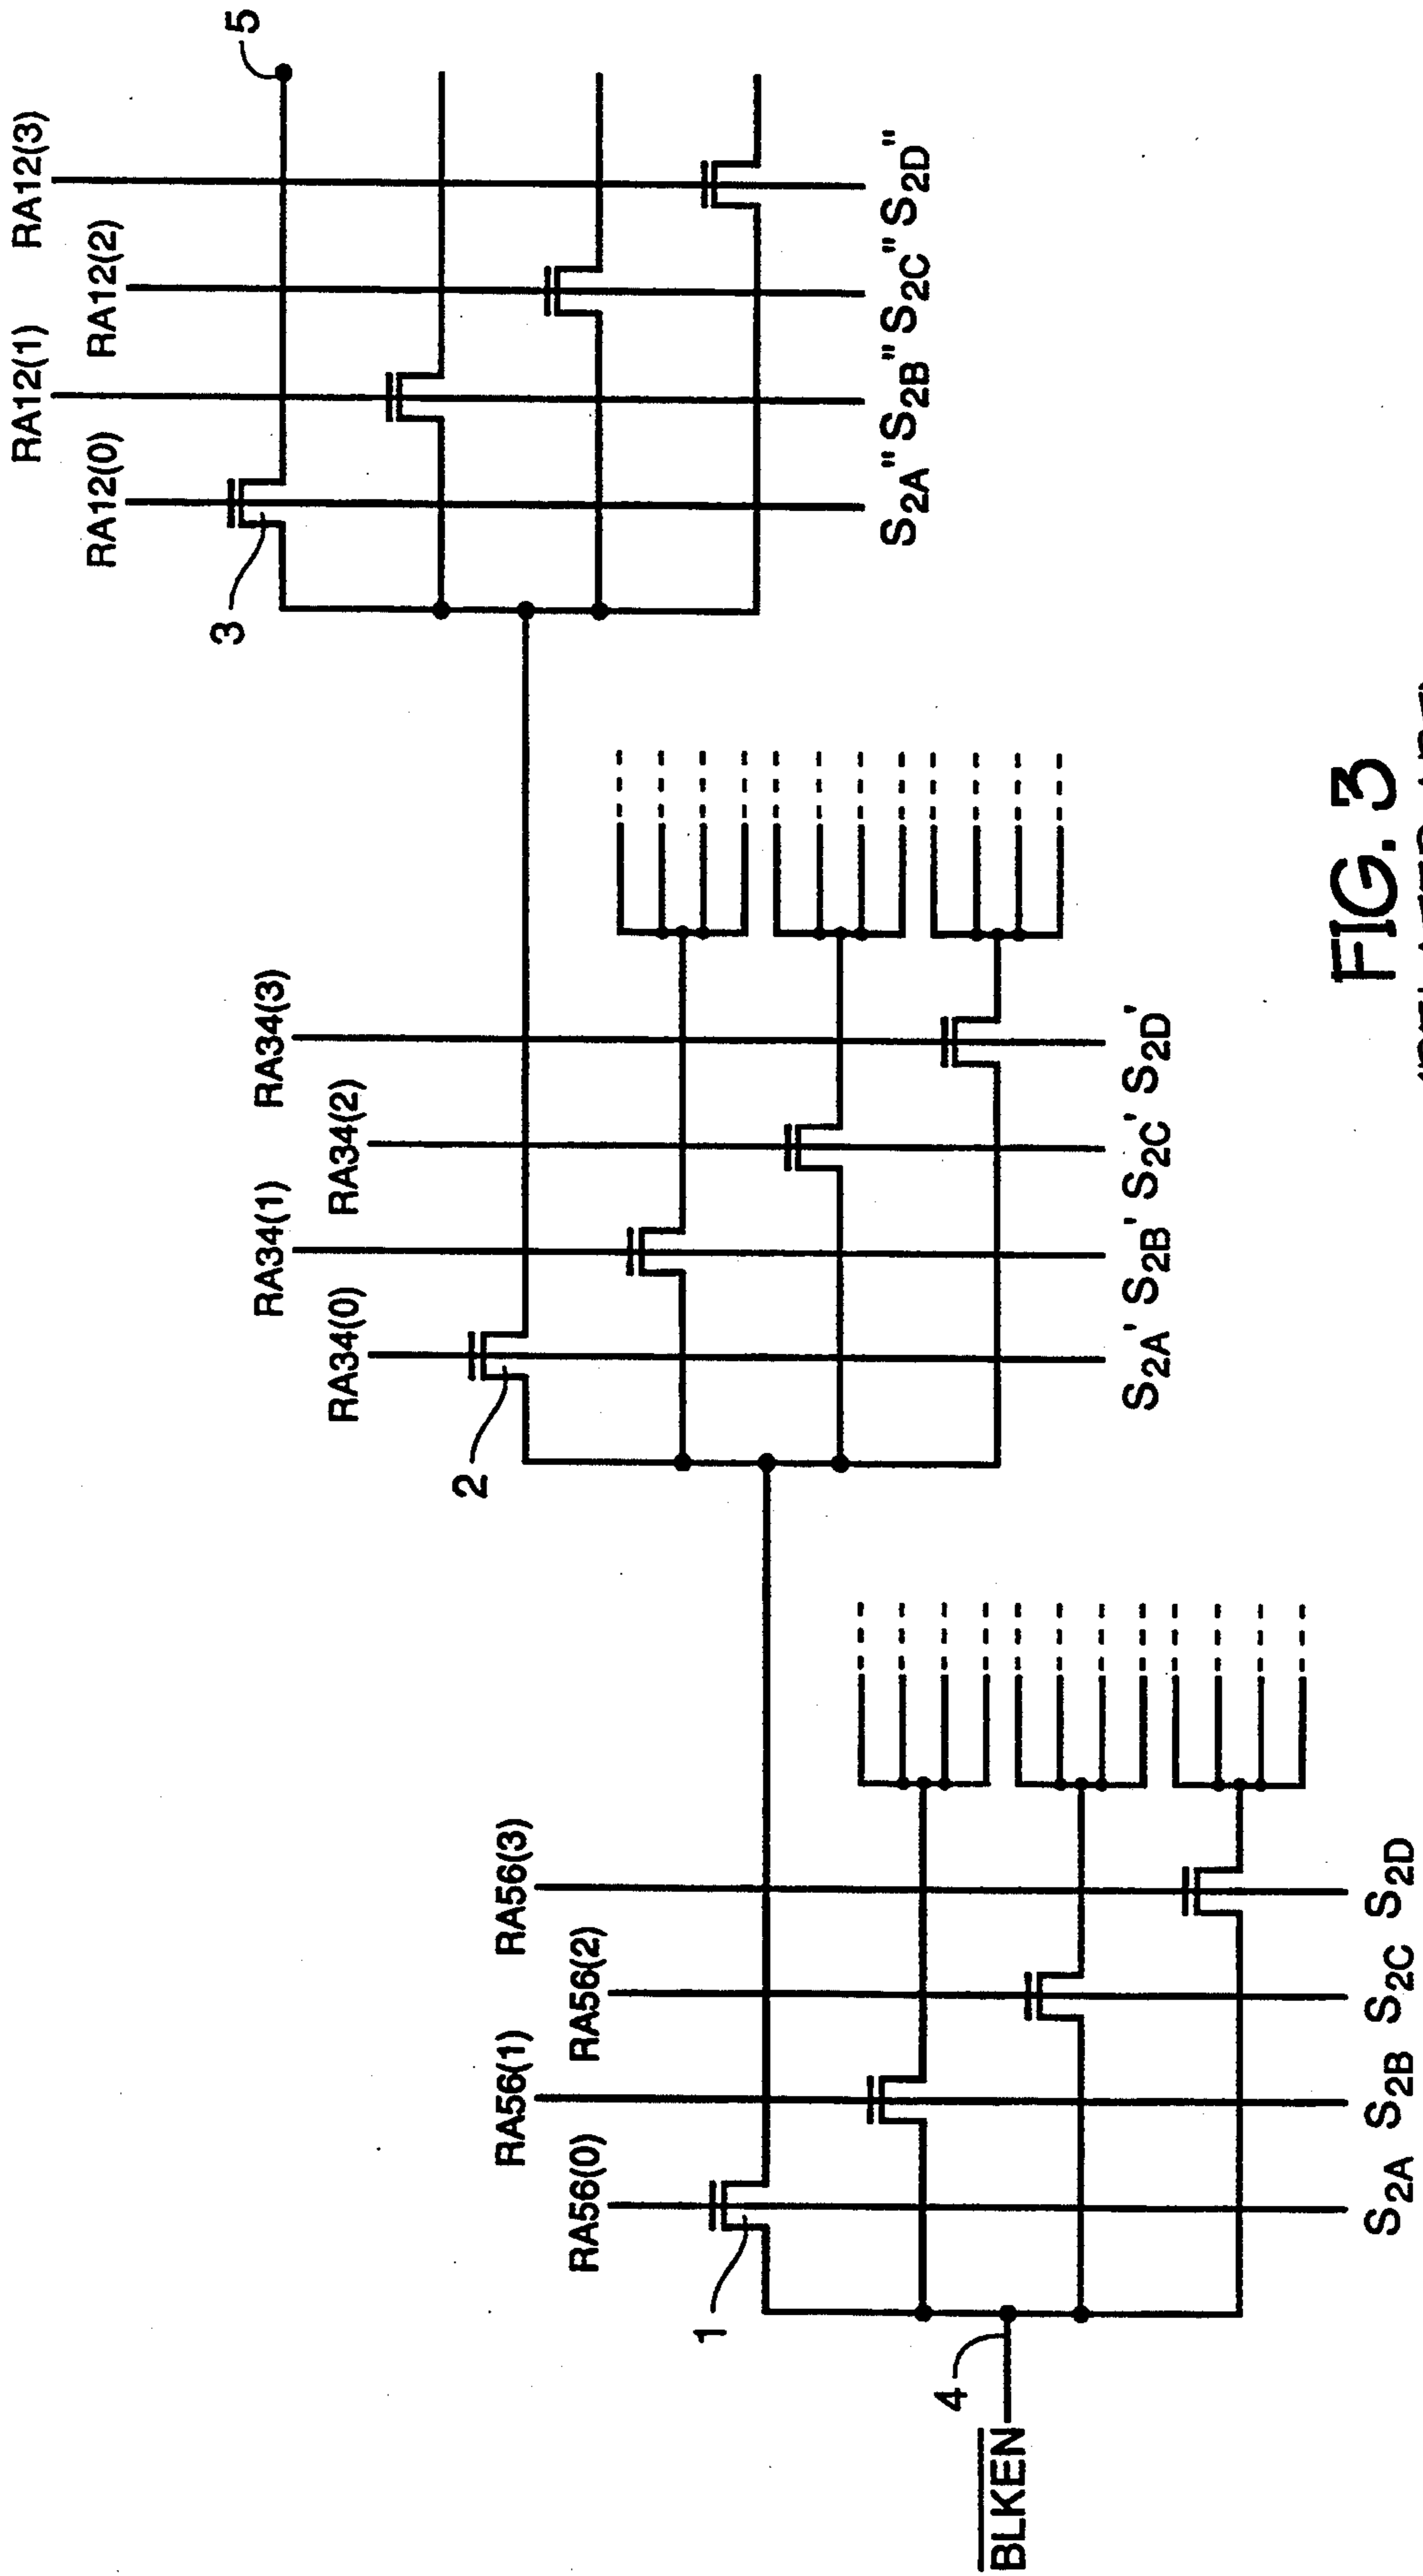 RA12(0) RA12(1) RA12(2) RA12(3)
3
5
S2A" S2B" S2C" S2D"
RA34(0) RA34(1) RA34(2) RA34(3)
2
S2A' S2B' S2C' S2D'
RA56(0) RA56(1) RA56(2) RA56(3)
1
4
BLKEN
S2A S2B S2C S2D
FIG. 3